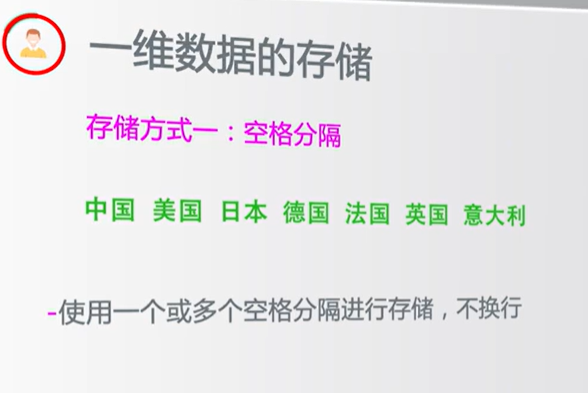 一维数据的存储
存储方式一：空格分隔
中国 美国 日本 德国 法国 英国 意大利
-使用一个或多个空格分隔进行存储，不换行